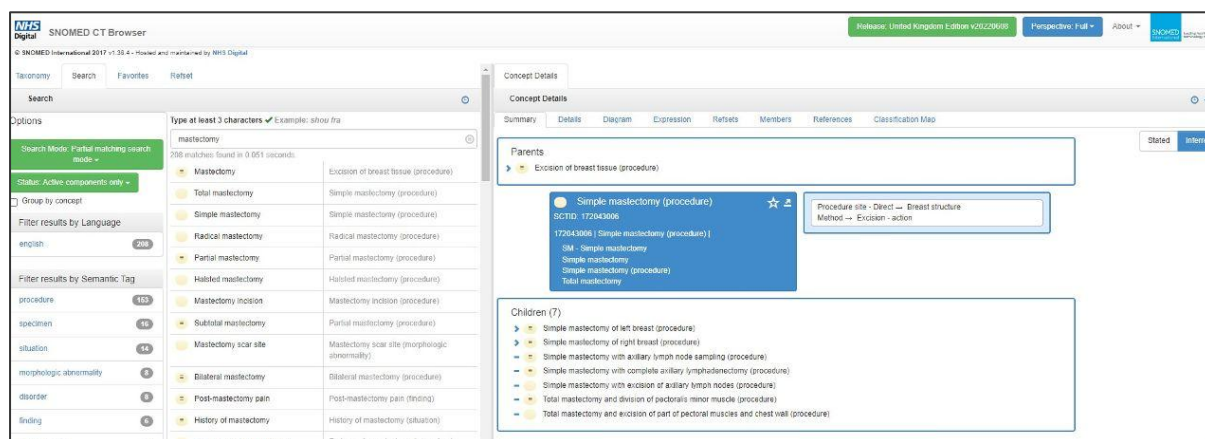 NHS
Digital
SNOMED CT Browser
Release: United Kingdom Edition v20220608
Perspective: Full
About
SNOMED
International
© SNOMED International 2017 v1.36.4 - Hosted and maintained by NHS Digital
Taxonomy Search Favorites Refset
Search
Options
Search Mode: Partial matching search
mode
Status: Active components only
Group by concept
Filter results by Language
english 208
Filter results by Semantic Tag
procedure 153
specimen 16
situation 14
morphologic abnormality 8
disorder 8
finding 6
Type at least 3 characters ✔ Example: shou fra
mastectomy
208 matches found in 0.051 seconds.
Mastectomy Excision of breast tissue (procedure)
Total mastectomy Simple mastectomy (procedure)
Simple mastectomy Simple mastectomy (procedure)
Radical mastectomy Radical mastectomy (procedure)
Partial mastectomy Partial mastectomy (procedure)
Halsted mastectomy Halsted mastectomy (procedure)
Mastectomy incision Mastectomy incision (procedure)
Subtotal mastectomy Partial mastectomy (procedure)
Mastectomy scar site Mastectomy scar site (morphologic
abnormality)
Bilateral mastectomy Bilateral mastectomy (procedure)
Post-mastectomy pain Post-mastectomy pain (finding)
History of mastectomy History of mastectomy (situation)
Concept Details
Concept Details
Summary Details Diagram Expression Refsets Members References Classification Map
Stated
Parents
Excision of breast tissue (procedure)
Simple mastectomy (procedure)
SCTID: 172043006
172043006 | Simple mastectomy (procedure) |
SM - Simple mastectomy
Simple mastectomy
Simple mastectomy (procedure)
Total mastectomy
Procedure site - Direct → Breast structure
Method → Excision - action
Children (7)
Simple mastectomy of left breast (procedure)
Simple mastectomy of right breast (procedure)
Simple mastectomy with axillary lymph node sampling (procedure)
Simple mastectomy with complete axillary lymphadenectomy (procedure)
Simple mastectomy with excision of axillary lymph nodes (procedure)
Total mastectomy and division of pectoralis minor muscle (procedure)
Total mastectomy and excision of part of pectoral muscles and chest wall (procedure)